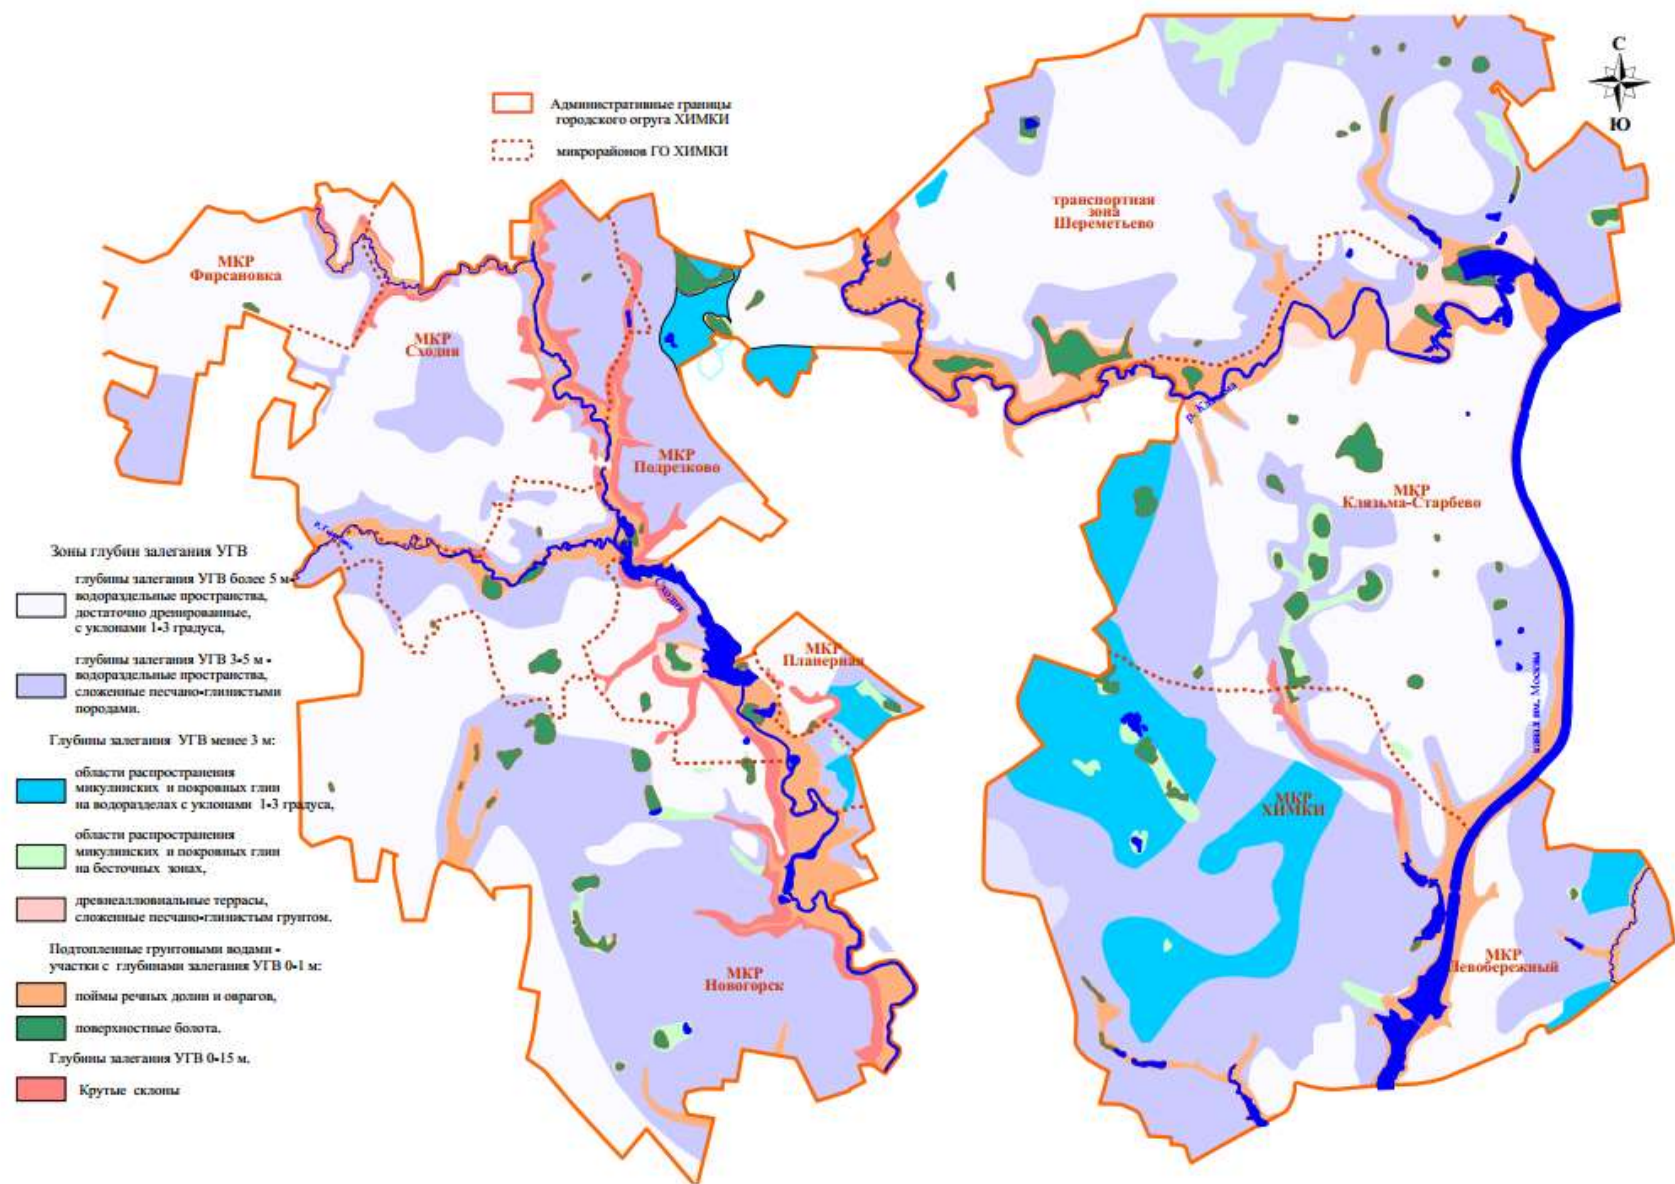 С
Ю
Административные границы
городского огруга ХИМКИ
микрорайонов ГО ХИМКИ
транспортная
зона
Шереметьево
МКР
Фирсановка
МКР
Сходня
МКР
Подрезково
р. Клязьма
МКР
Клязьма-Старбево
Сходня
МКР
Планерная
канал им. Москвы
МКР
ХИМКИ
МКР
Левобережный
МКР
Новогорск
Зоны глубин залегания УГВ
глубины залегания УГВ более 5 м-
водораздельные пространства,
достаточно дренированные,
с уклонами 1-3 градуса,
глубины залегания УГВ 3-5 м -
водораздельные пространства,
сложенные песчано-глинистыми
породами.
Глубины залегания УГВ менее 3 м:
области распространения
микулинских и покровных глин
на водоразделах с уклонами 1-3 градуса,
области распространения
микулинских и покровных глин
на бесточных зонах,
древнеаллювиальные террасы,
сложенные песчано-глинистым грунтом.
Подтопленные грунтовыми водами -
участки с глубинами залегания УГВ 0-1 м:
поймы речных долин и оврагов,
поверхностные болота.
Глубины залегания УГВ 0-15 м.
Крутые склоны